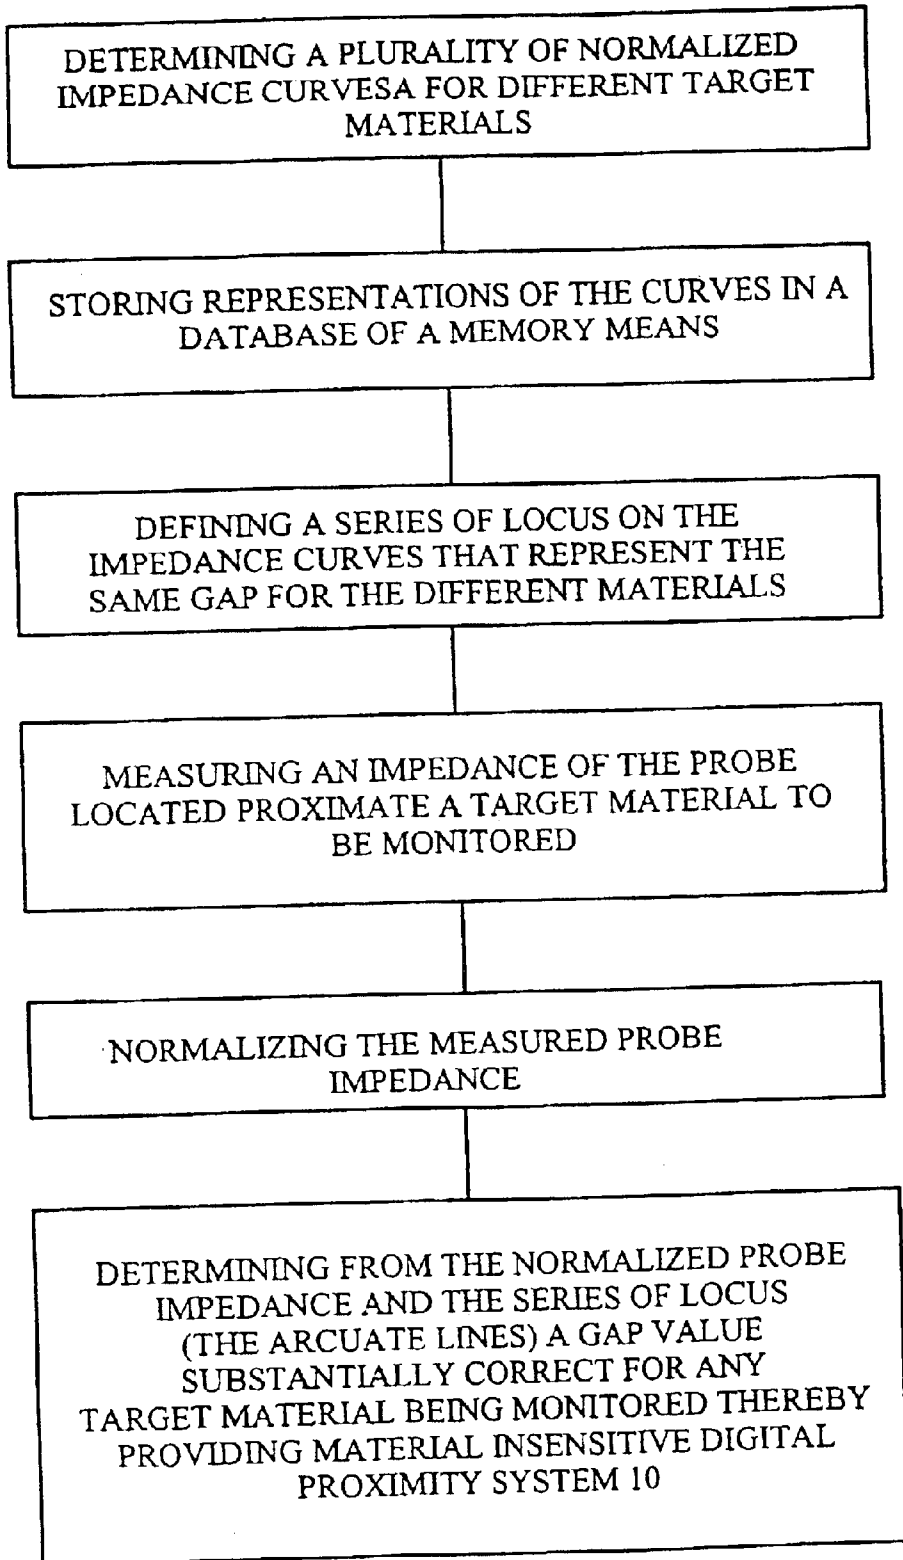 DETERMINING A PLURALITY OF NORMALIZED
IMPEDANCE CURVESA FOR DIFFERENT TARGET
MATERIALS
STORING REPRESENTATIONS OF THE CURVES IN A
DATABASE OF A MEMORY MEANS
DEFINING A SERIES OF LOCUS ON THE
IMPEDANCE CURVES THAT REPRESENT THE
SAME GAP FOR THE DIFFERENT MATERIALS
MEASURING AN IMPEDANCE OF THE PROBE
LOCATED PROXIMATE A TARGET MATERIAL TO
BE MONITORED
NORMALIZING THE MEASURED PROBE
IMPEDANCE
DETERMINING FROM THE NORMALIZED PROBE
IMPEDANCE AND THE SERIES OF LOCUS
(THE ARCUATE LINES) A GAP VALUE
SUBSTANTIALLY CORRECT FOR ANY
TARGET MATERIAL BEING MONITORED THEREBY
PROVIDING MATERIAL INSENSITIVE DIGITAL
PROXIMITY SYSTEM 10